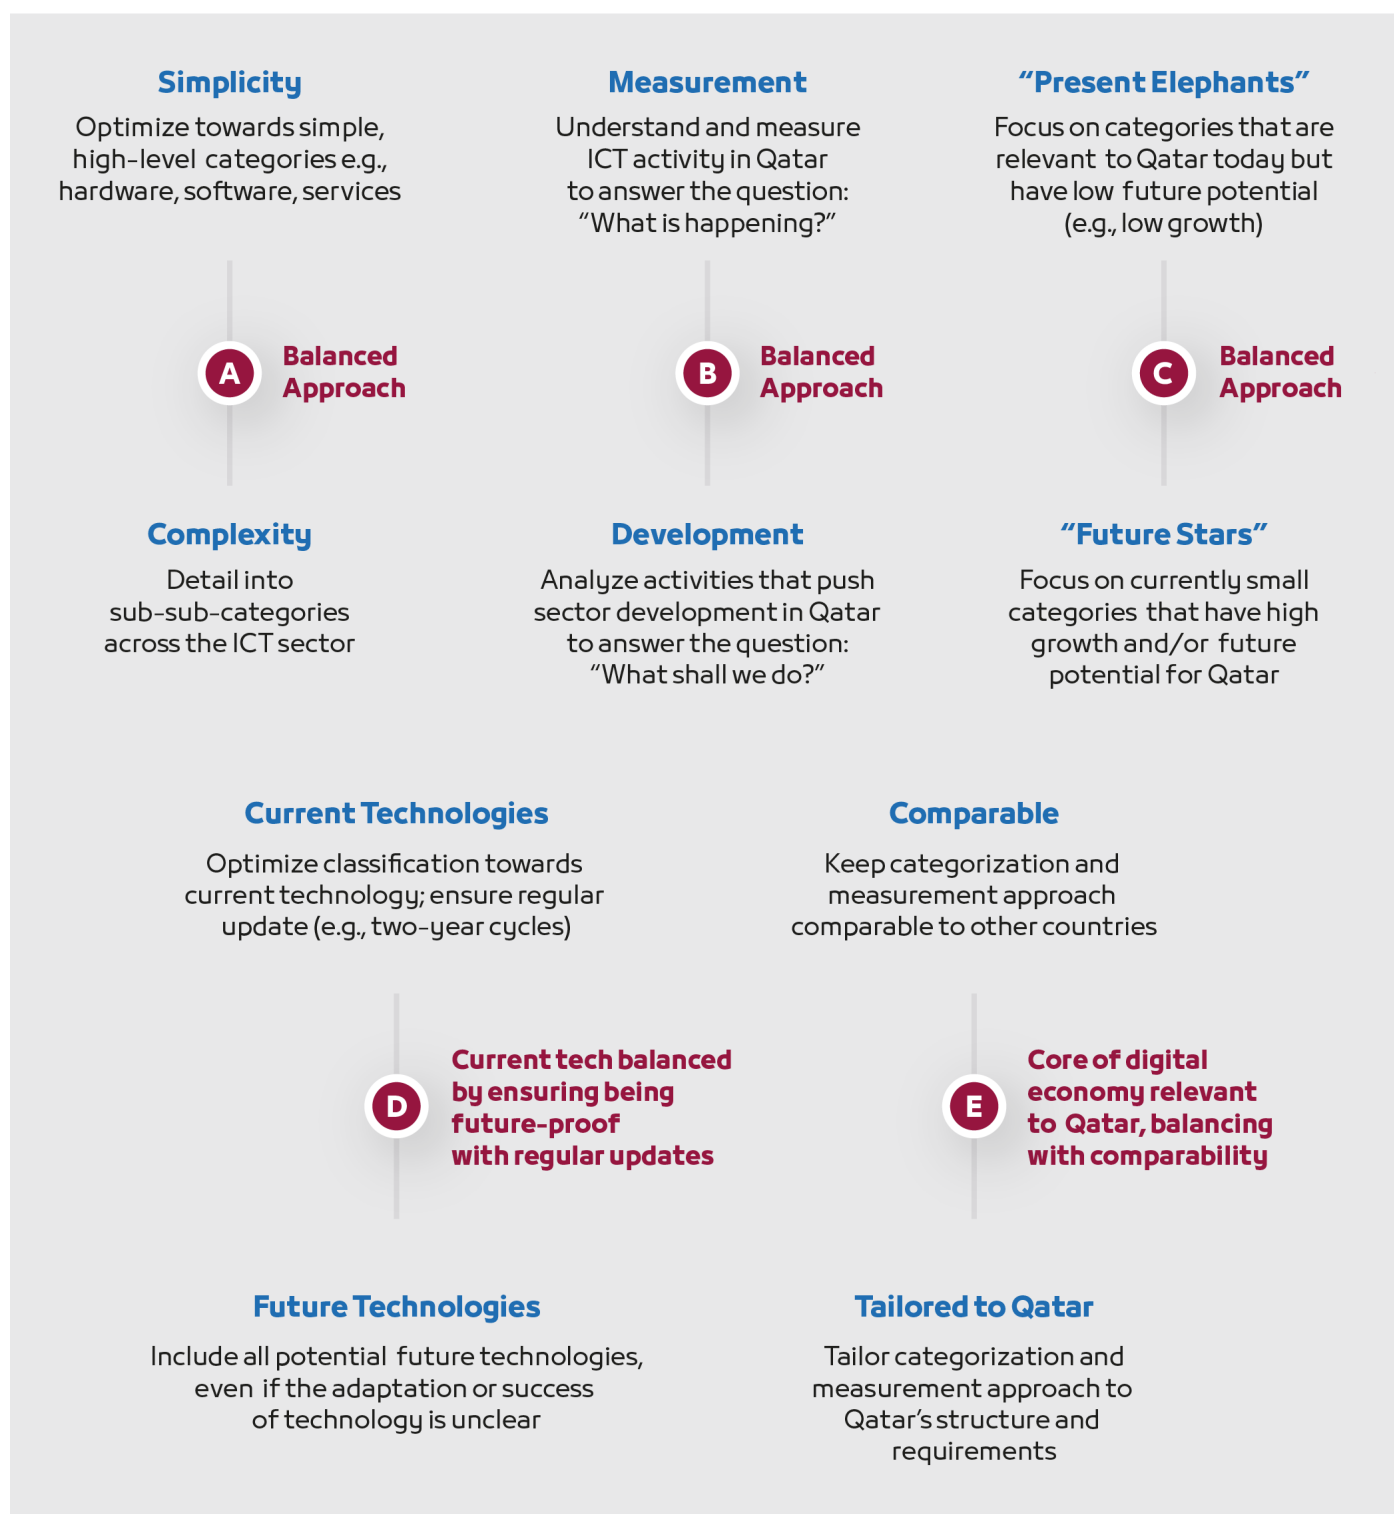 Simplicity
Optimize towards simple,
high-level categories e.g.,
hardware, software, services
A
Balanced
Approach
Complexity
Detail into
sub-sub-categories
across the ICT sector
Measurement
Understand and measure
ICT activity in Qatar
to answer the question:
“What is happening?”
B
Balanced
Approach
Development
Analyze activities that push
sector development in Qatar
to answer the question:
“What shall we do?”
“Present Elephants”
Focus on categories that are
relevant to Qatar today but
have low future potential
(e.g., low growth)
C
Balanced
Approach
“Future Stars”
Focus on currently small
categories that have high
growth and/or future
potential for Qatar
Current Technologies
Optimize classification towards
current technology; ensure regular
update (e.g., two-year cycles)
D
Current tech balanced
by ensuring being
future-proof
with regular updates
Future Technologies
Include all potential future technologies,
even if the adaptation or success
of technology is unclear
Comparable
Keep categorization and
measurement approach
comparable to other countries
E
Core of digital
economy relevant
to Qatar, balancing
with comparability
Tailored to Qatar
Tailor categorization and
measurement approach to
Qatar’s structure and
requirements